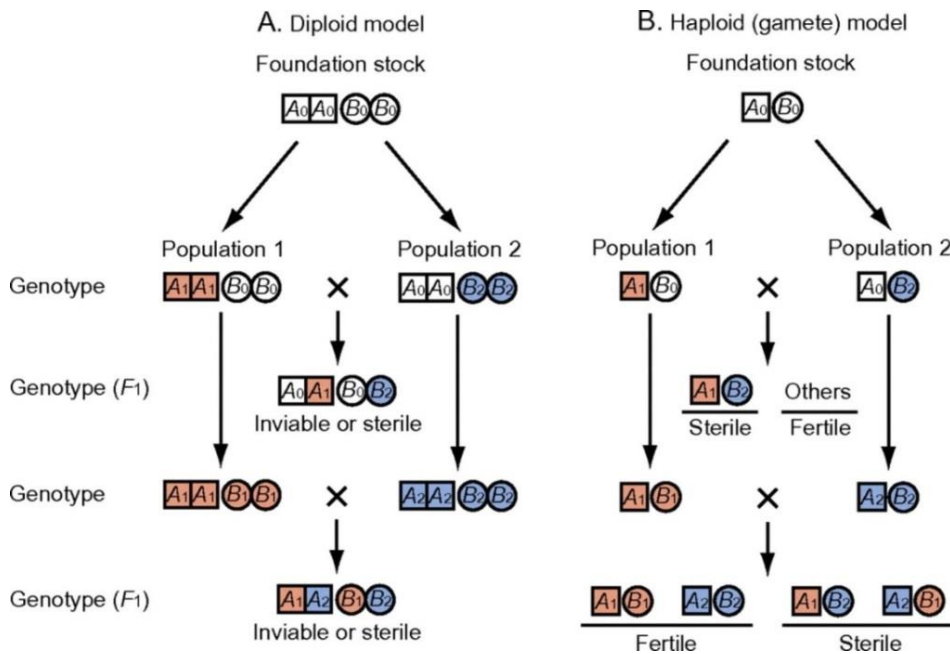 A. Diploid model
Foundation stock
A0 A0 B0 B0
Population 1
Population 2
Genotype
A1 A1 B0 B0 × A0 A0 B2 B2
Genotype (F1)
A0 A1 B0 B2
Inviable or sterile
Genotype
A1 A1 B1 B1 × A2 A2 B2 B2
Genotype (F1)
A1 A2 B1 B2
Inviable or sterile
B. Haploid (gamete) model
Foundation stock
A0 B0
Population 1
Population 2
A1 B0 × A0 B2
A1 B2
Sterile
Others
Fertile
A1 B1 × A2 B2
A1 B1 A2 B2
Fertile
A1 B2 A2 B1
Sterile